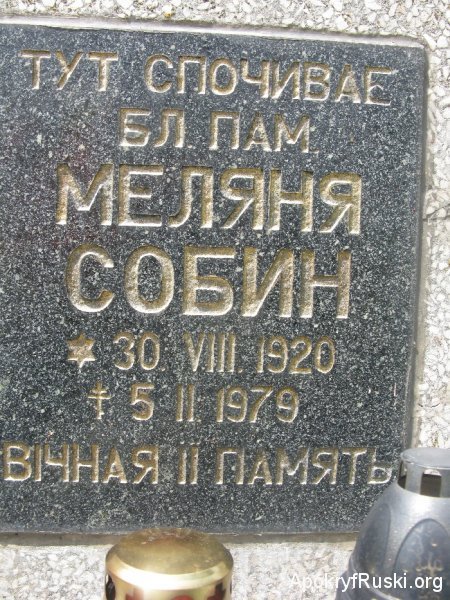 ТУТ СПОЧИВАЕ
БЛ. ПАМ.
МЕЛЯНЯ
СОБИН
* 30 VIII. 1920
‡ 5 II 1979
ВІЧНАЯ ІІ ПАМЯТЬ
ApokryfRuski.org